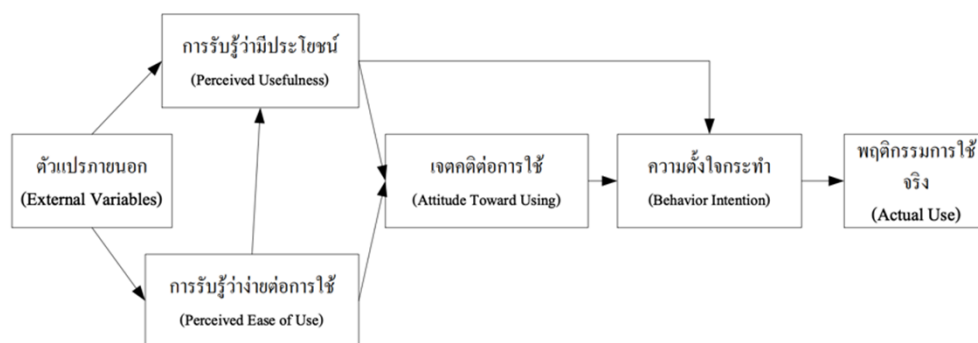 การรับรู้ว่ามีประโยชน์
(Perceived Usefulness)
ตัวแปรภายนอก
(External Variables)
เจตคติต่อการใช้
(Attitude Toward Using)
ความตั้งใจกระทำ
(Behavior Intention)
พฤติกรรมการใช้
จริง
(Actual Use)
การรับรู้ว่าง่ายต่อการใช้
(Perceived Ease of Use)